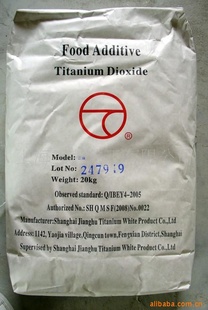 Food Additive
Titanium Dioxide
®
Model:
Lot No: 2479 9
Weight: 20kg
Observed standard: Q/IBEY4-2005
Authorized No.: SH Q M S F(2008)No.0022
Manufacturer:Shanghai Jianghu Titanium White Product Co.,Ltd
Address: 1142, Yaojia village,Qingcun town,Fengxian District,Shanghai
Supervised by Shanghai Jianghu Titanium White Product Co.,Ltd
alibaba.com.cn